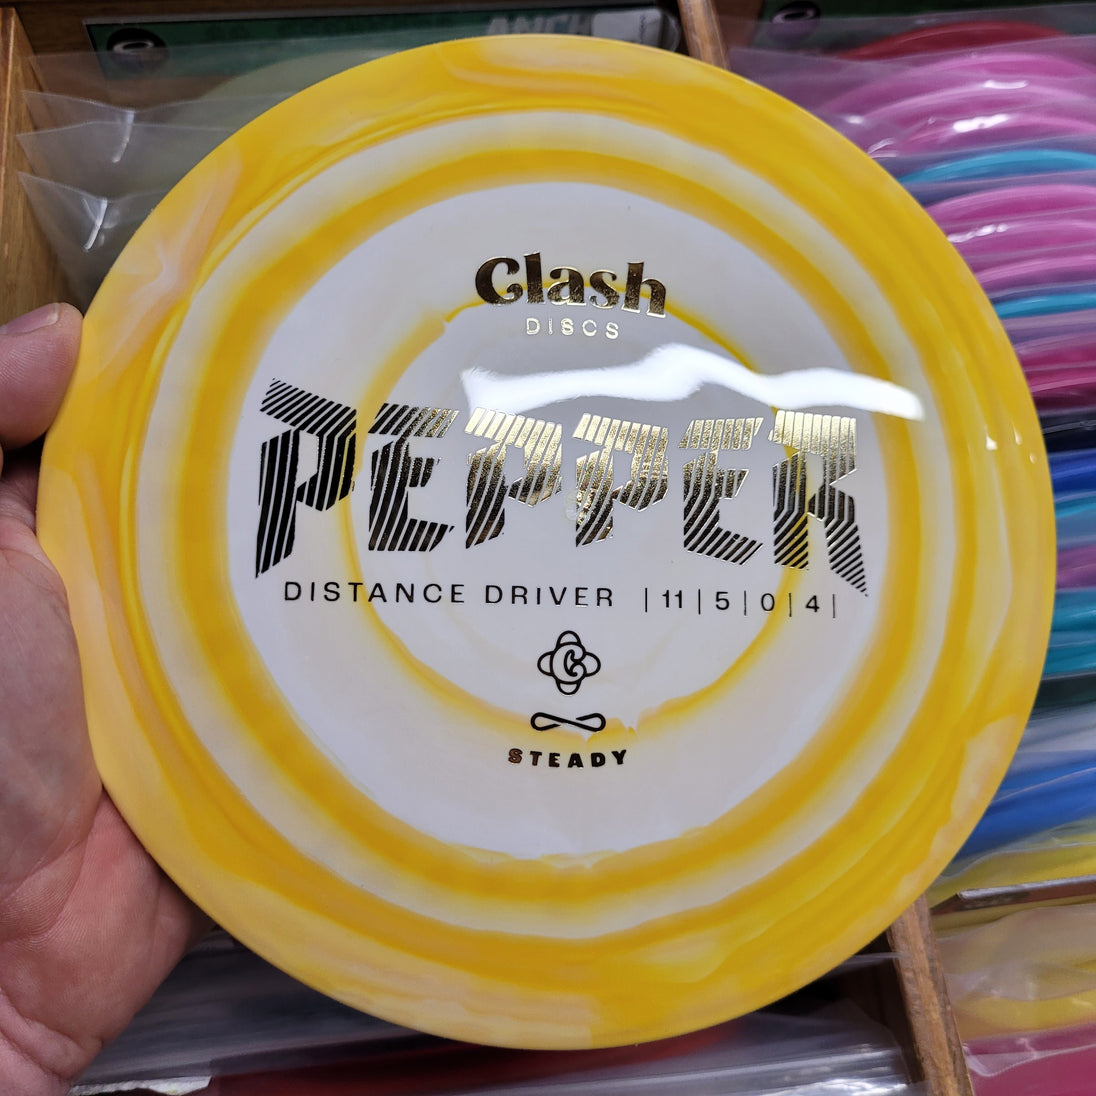 Clash
DISCS
PEPPER
DISTANCE DRIVER | 11 | 5 | 0 | 4 |
STEADY